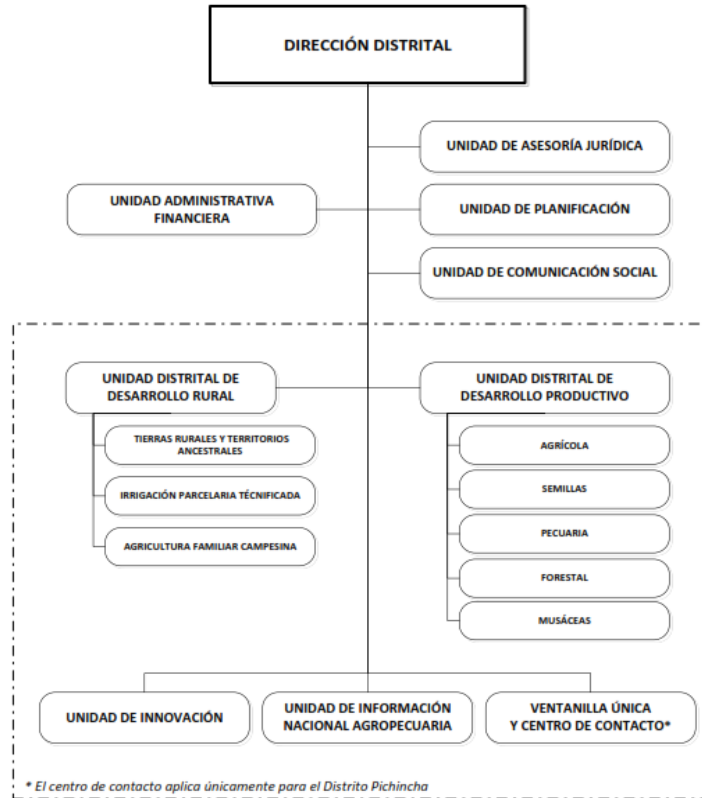 DIRECCIÓN DISTRITAL
UNIDAD DE ASESORÍA JURÍDICA
UNIDAD ADMINISTRATIVA
FINANCIERA
UNIDAD DE PLANIFICACIÓN
UNIDAD DE COMUNICACIÓN SOCIAL
UNIDAD DISTRITAL DE
DESARROLLO RURAL
TIERRAS RURALES Y TERRITORIOS
ANCESTRALES
IRRIGACIÓN PARCELARIA TÉCNIFICADA
AGRICULTURA FAMILIAR CAMPESINA
UNIDAD DISTRITAL DE
DESARROLLO PRODUCTIVO
AGRÍCOLA
SEMILLAS
PECUARIA
FORESTAL
MUSÁCEAS
UNIDAD DE INNOVACIÓN
UNIDAD DE INFORMACIÓN
NACIONAL AGROPECUARIA
VENTANILLA ÚNICA
Y CENTRO DE CONTACTO*
* El centro de contacto aplica únicamente para el Distrito Pichincha